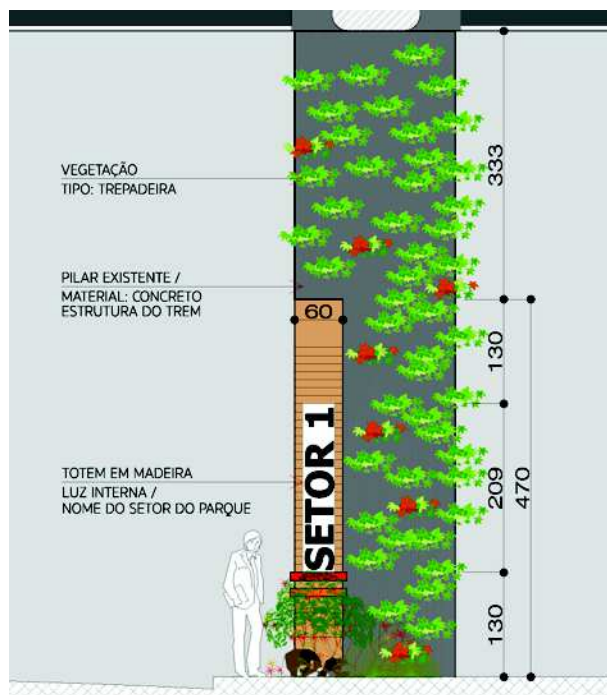 VEGETAÇÃO
TIPO: TREPADEIRA
333
PILAR EXISTENTE /
MATERIAL: CONCRETO
ESTRUTURA DO TREM
60
130
SETOR 1
TOTEM EM MADEIRA
LUZ INTERNA /
NOME DO SETOR DO PARQUE
209
470
130